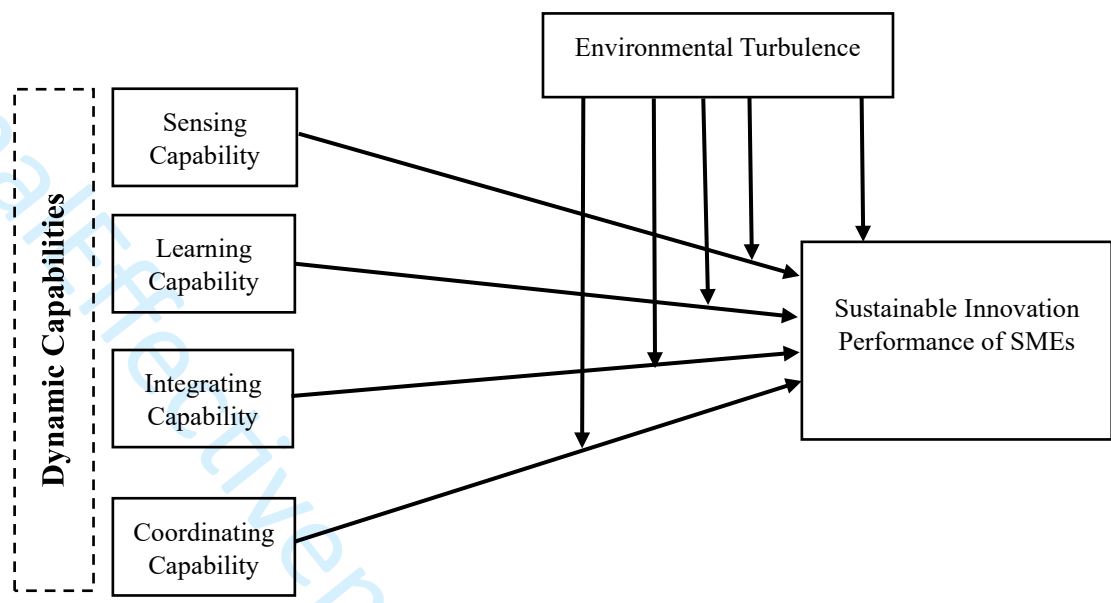 Environmental Turbulence
Dynamic Capabilities
Sensing
Capability
Learning
Capability
Integrating
Capability
Coordinating
Capability
Sustainable Innovation
Performance of SMEs